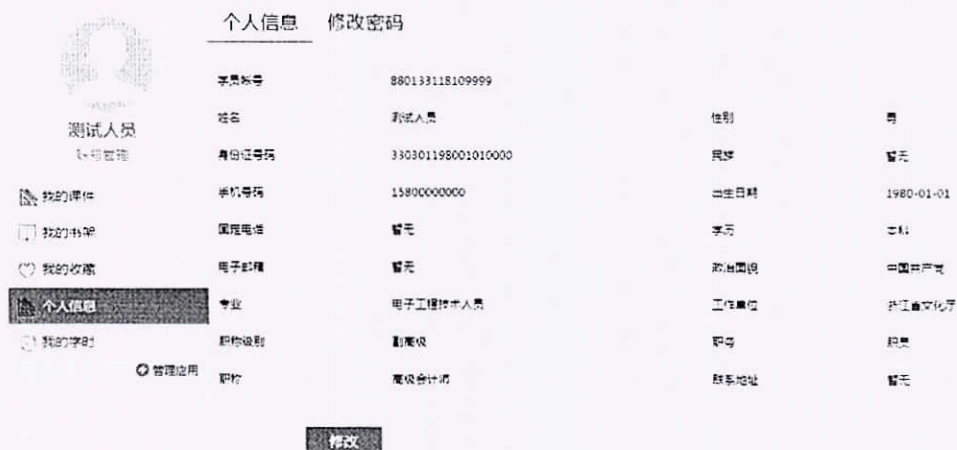 个人信息 修改密码
测试人员
账号管理
我的课件
我的书架
我的收藏
个人信息
我的学时
管理应用
学员账号 880133118109999
姓名 测试人员 性别 男
身份证号码 330301198001010000 民族 暂无
手机号码 15800000000 出生日期 1980-01-01
固定电话 暂无 学历 本科
电子邮箱 暂无 政治面貌 中国共产党
专业 电子工程技术人员 工作单位 浙江省文化厅
职称级别 副高级 职务 职员
职称 高级会计师 联系地址 暂无
修改